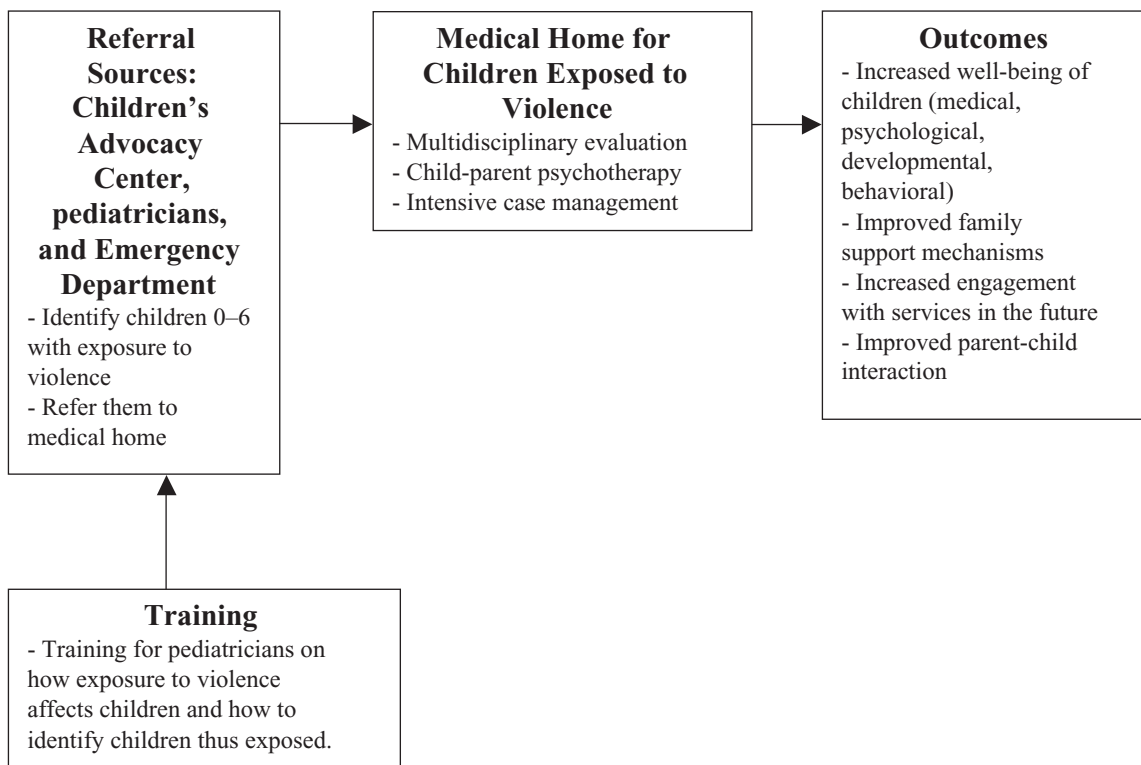 Referral
Sources:
Children’s
Advocacy
Center,
pediatricians,
and Emergency
Department
- Identify children 0–6
with exposure to
violence
- Refer them to
medical home
Medical Home for
Children Exposed to
Violence
- Multidisciplinary evaluation
- Child-parent psychotherapy
- Intensive case management
Outcomes
- Increased well-being of
children (medical,
psychological,
developmental,
behavioral)
- Improved family
support mechanisms
- Increased engagement
with services in the future
- Improved parent-child
interaction
Training
- Training for pediatricians on
how exposure to violence
affects children and how to
identify children thus exposed.